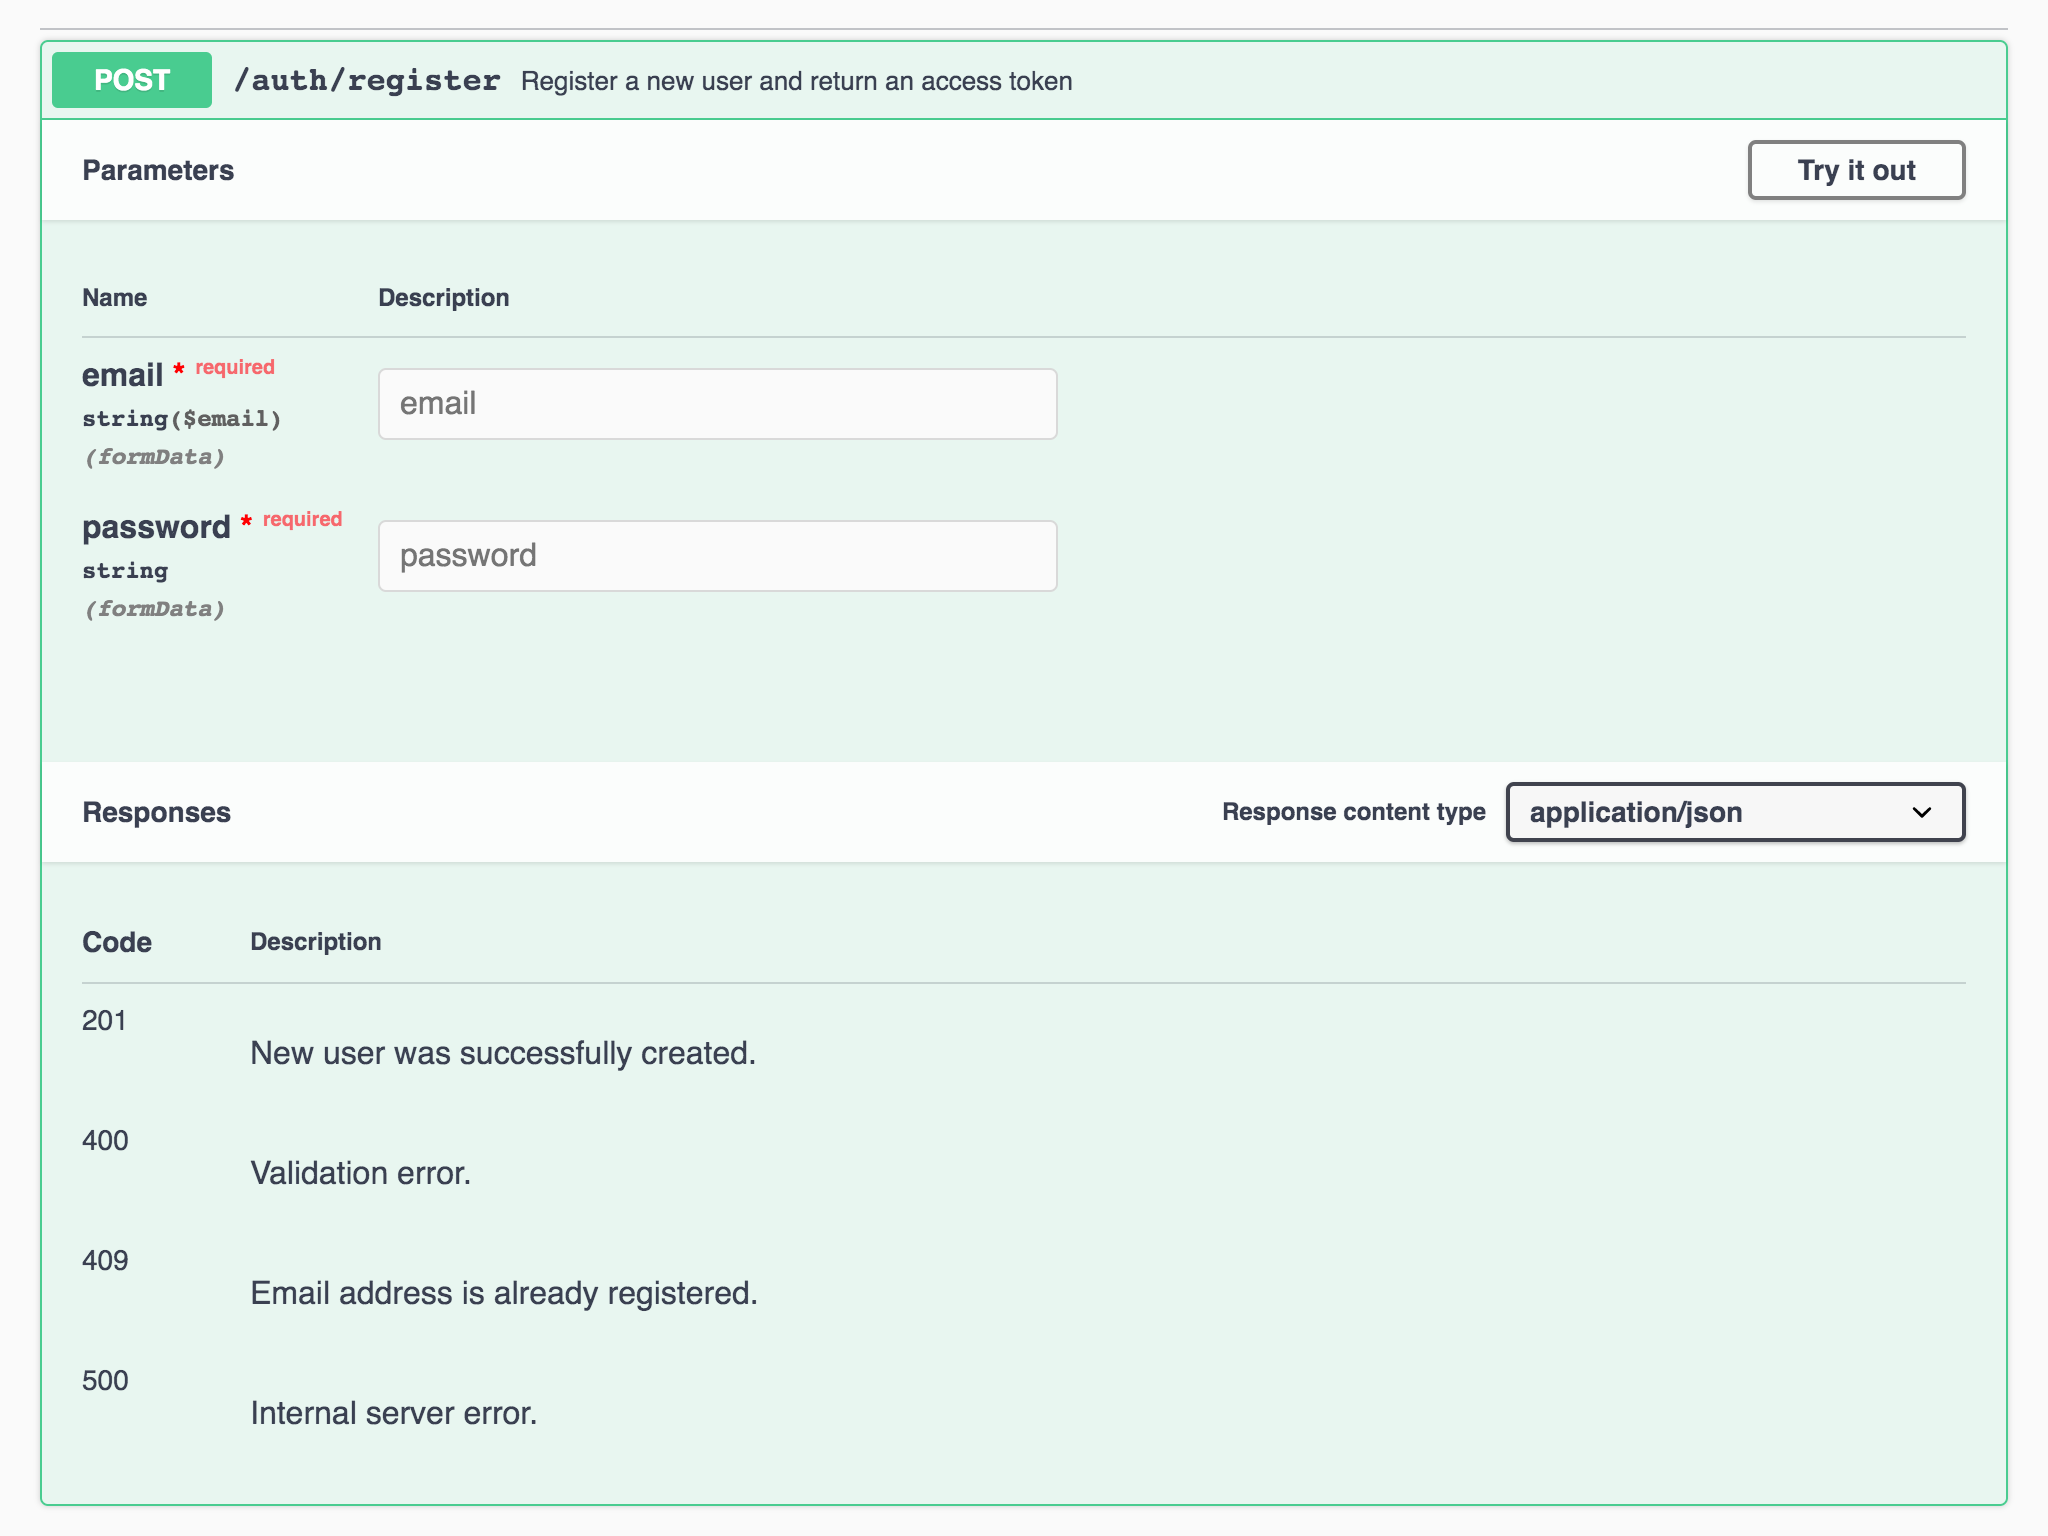 POST /auth/register Register a new user and return an access token
Parameters Try it out
Name Description
email * required
string($email)
(formData)
email
password * required
string
(formData)
password
Responses Response content type application/json
Code Description
201
New user was successfully created.
400
Validation error.
409
Email address is already registered.
500
Internal server error.